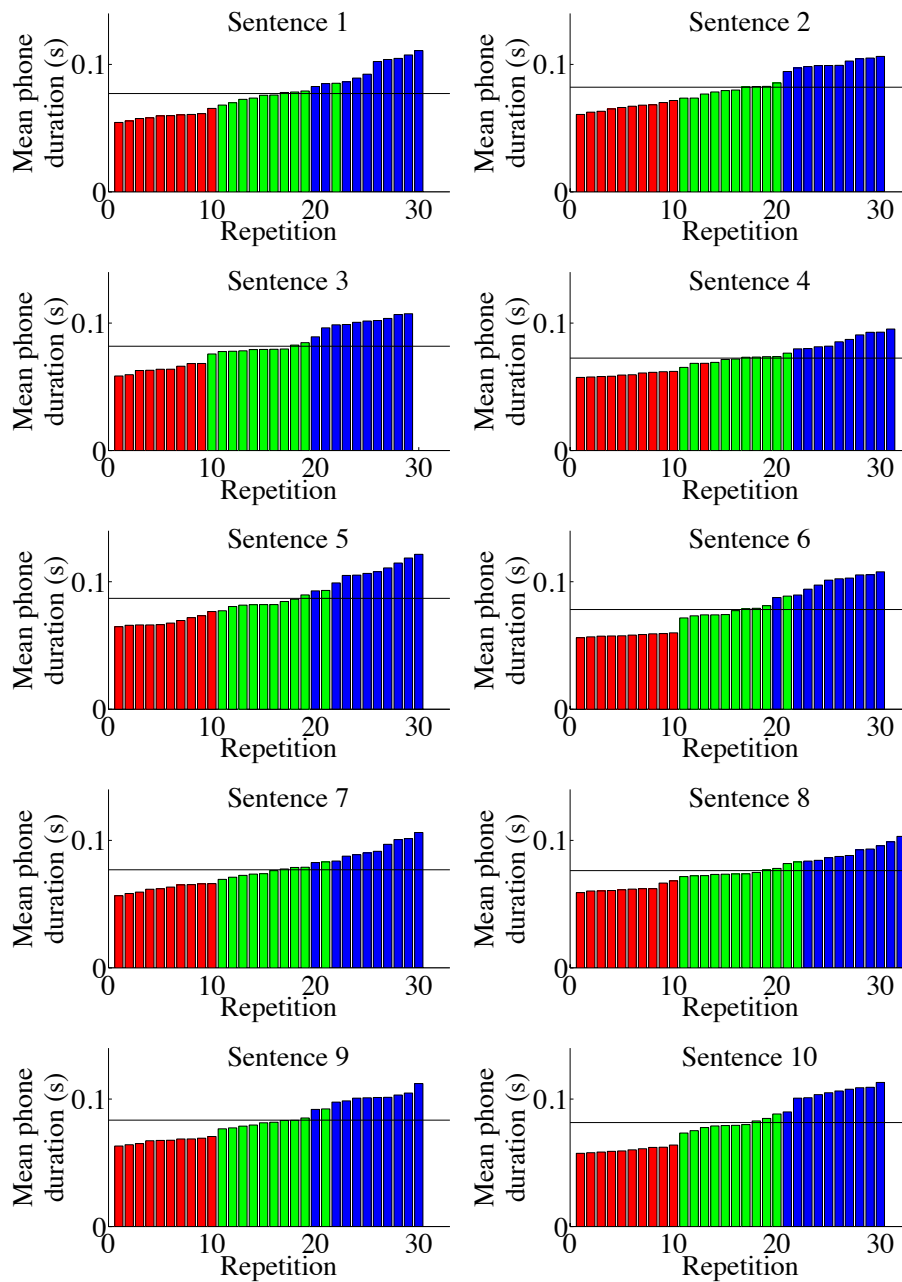 Sentence 1
Mean phone
duration (s)
0.1
0
0
10
20
30
Repetition
Sentence 2
Mean phone
duration (s)
0.1
0
0
10
20
30
Repetition
Sentence 3
Mean phone
duration (s)
0.1
0
0
10
20
30
Repetition
Sentence 4
Mean phone
duration (s)
0.1
0
0
10
20
30
Repetition
Sentence 5
Mean phone
duration (s)
0.1
0
0
10
20
30
Repetition
Sentence 6
Mean phone
duration (s)
0.1
0
0
10
20
30
Repetition
Sentence 7
Mean phone
duration (s)
0.1
0
0
10
20
30
Repetition
Sentence 8
Mean phone
duration (s)
0.1
0
0
10
20
30
Repetition
Sentence 9
Mean phone
duration (s)
0.1
0
0
10
20
30
Repetition
Sentence 10
Mean phone
duration (s)
0.1
0
0
10
20
30
Repetition